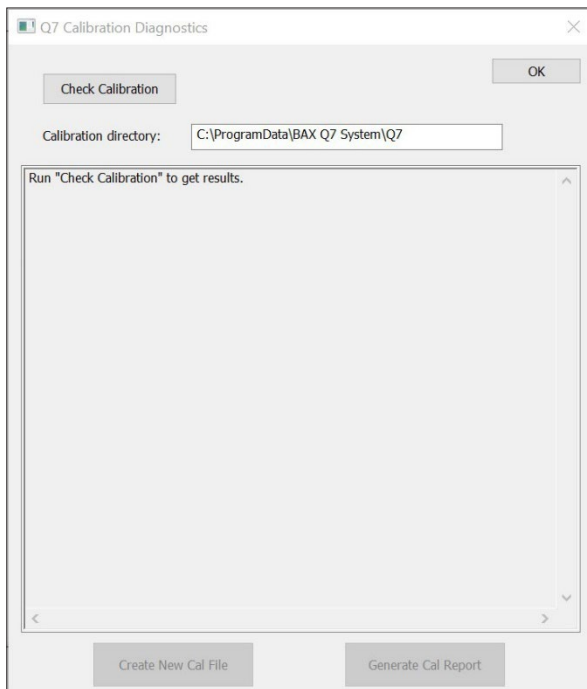 Q7 Calibration Diagnostics
OK
Check Calibration
Calibration directory: C:\ProgramData\BAX Q7 System\Q7
Run "Check Calibration" to get results.
Create New Cal File Generate Cal Report